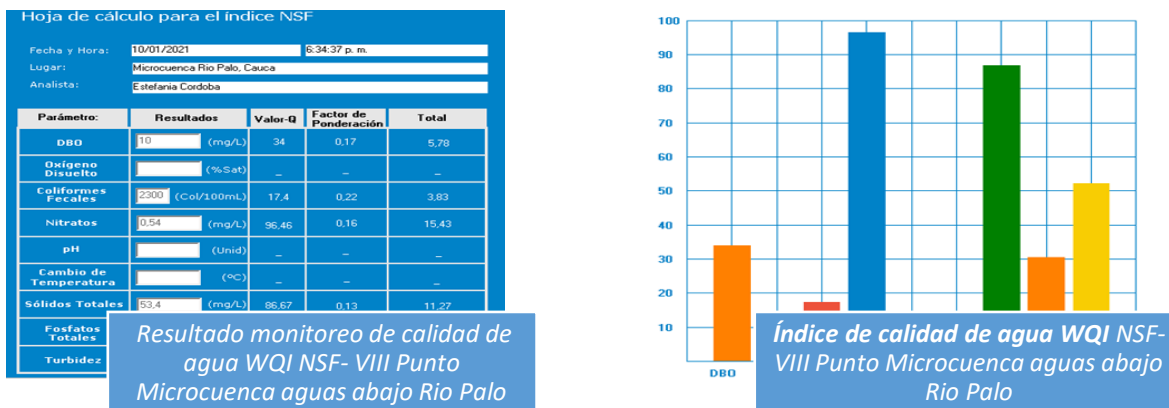 Hoja de cálculo para el índice NSF
Fecha y Hora: 10/01/2021 6:34:37 p. m.
Lugar: Microcuenca Rio Palo, Cauca
Analista: Estefania Cordoba
Parámetro: Resultados Valor-Q Factor de Ponderación Total
DBO 10 (mg/L) 34 0,17 5,78
Oxígeno Disuelto (%Sat) _ _ _
Coliformes Fecales 2300 (Col/100mL) 17,4 0,22 3,83
Nitratos 0,54 (mg/L) 96,46 0,16 15,43
pH (Unid) _ _ _
Cambio de Temperatura (ºC) _ _ _
Sólidos Totales 53,4 (mg/L) 86,67 0,13 11,27
Fosfatos Totales
Turbidez
Resultado monitoreo de calidad de
agua WQI NSF- VIII Punto
Microcuenca aguas abajo Rio Palo
100
90
80
70
60
50
40
30
20
10
DBO
Índice de calidad de agua WQI NSF-
VIII Punto Microcuenca aguas abajo
Rio Palo